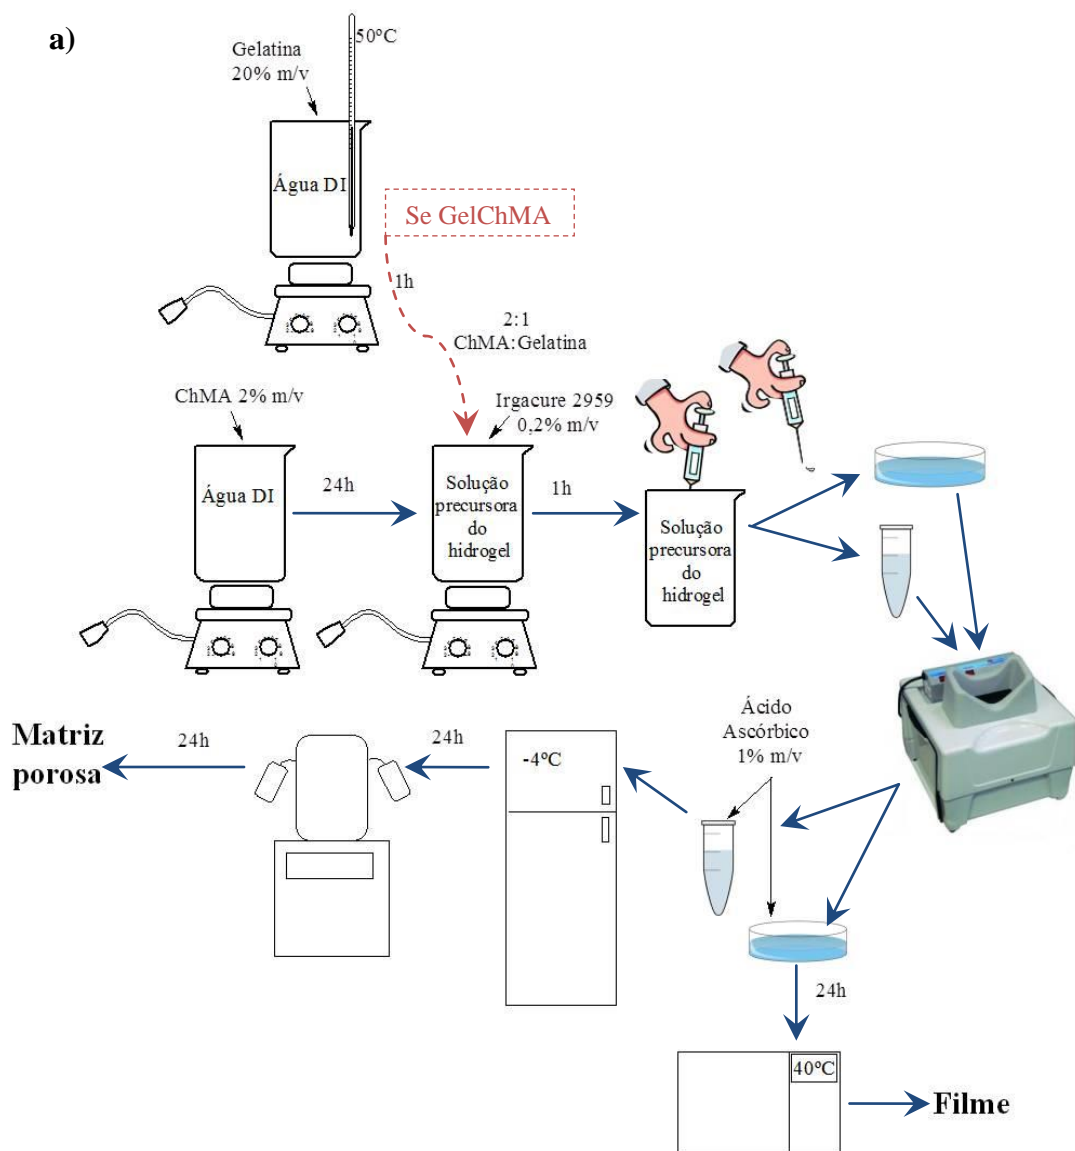 a)
Gelatina
20% m/v
50ºC
Água DI
Se GelChMA
1h
2:1
ChMA:Gelatina
ChMA 2% m/v
Irgacure 2959
0,2% m/v
Água DI
24h
Solução
precursora
do
hidrogel
1h
Solução
precursora
do
hidrogel
Matriz
porosa
24h
24h
-4ºC
Ácido
Ascórbico
1% m/v
24h
40ºC
Filme